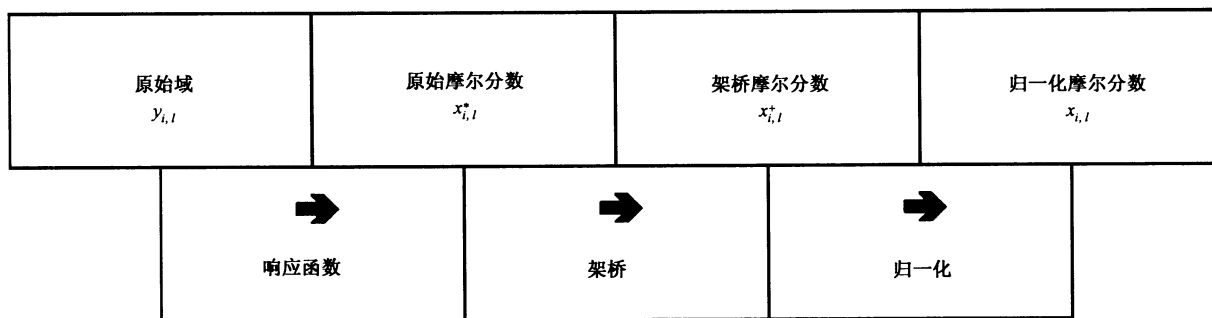 原始域
y_{i,l}
原始摩尔分数
x^{*}_{i,l}
架桥摩尔分数
x^{+}_{i,l}
归一化摩尔分数
x_{i,l}
响应函数
架桥
归一化